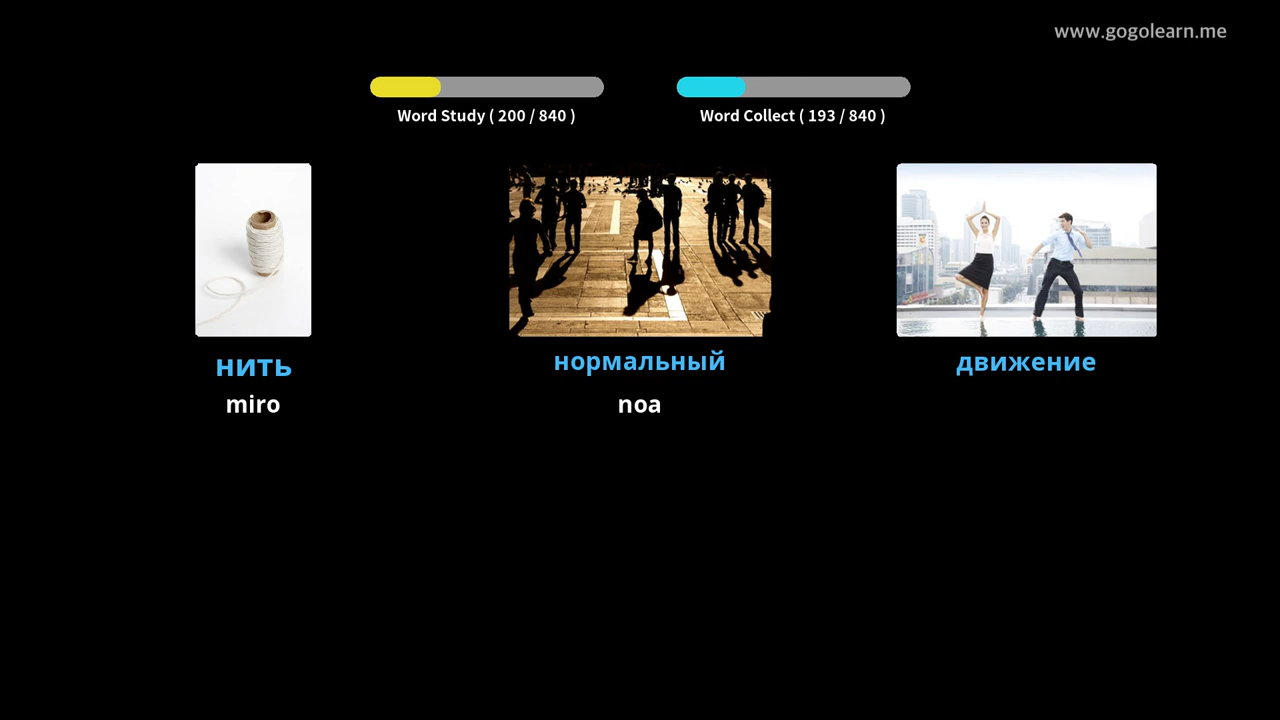 www.gogolearn.me
Word Study ( 200 / 840 )
Word Collect ( 193 / 840 )
нить
нормальный
движение
miro
noa